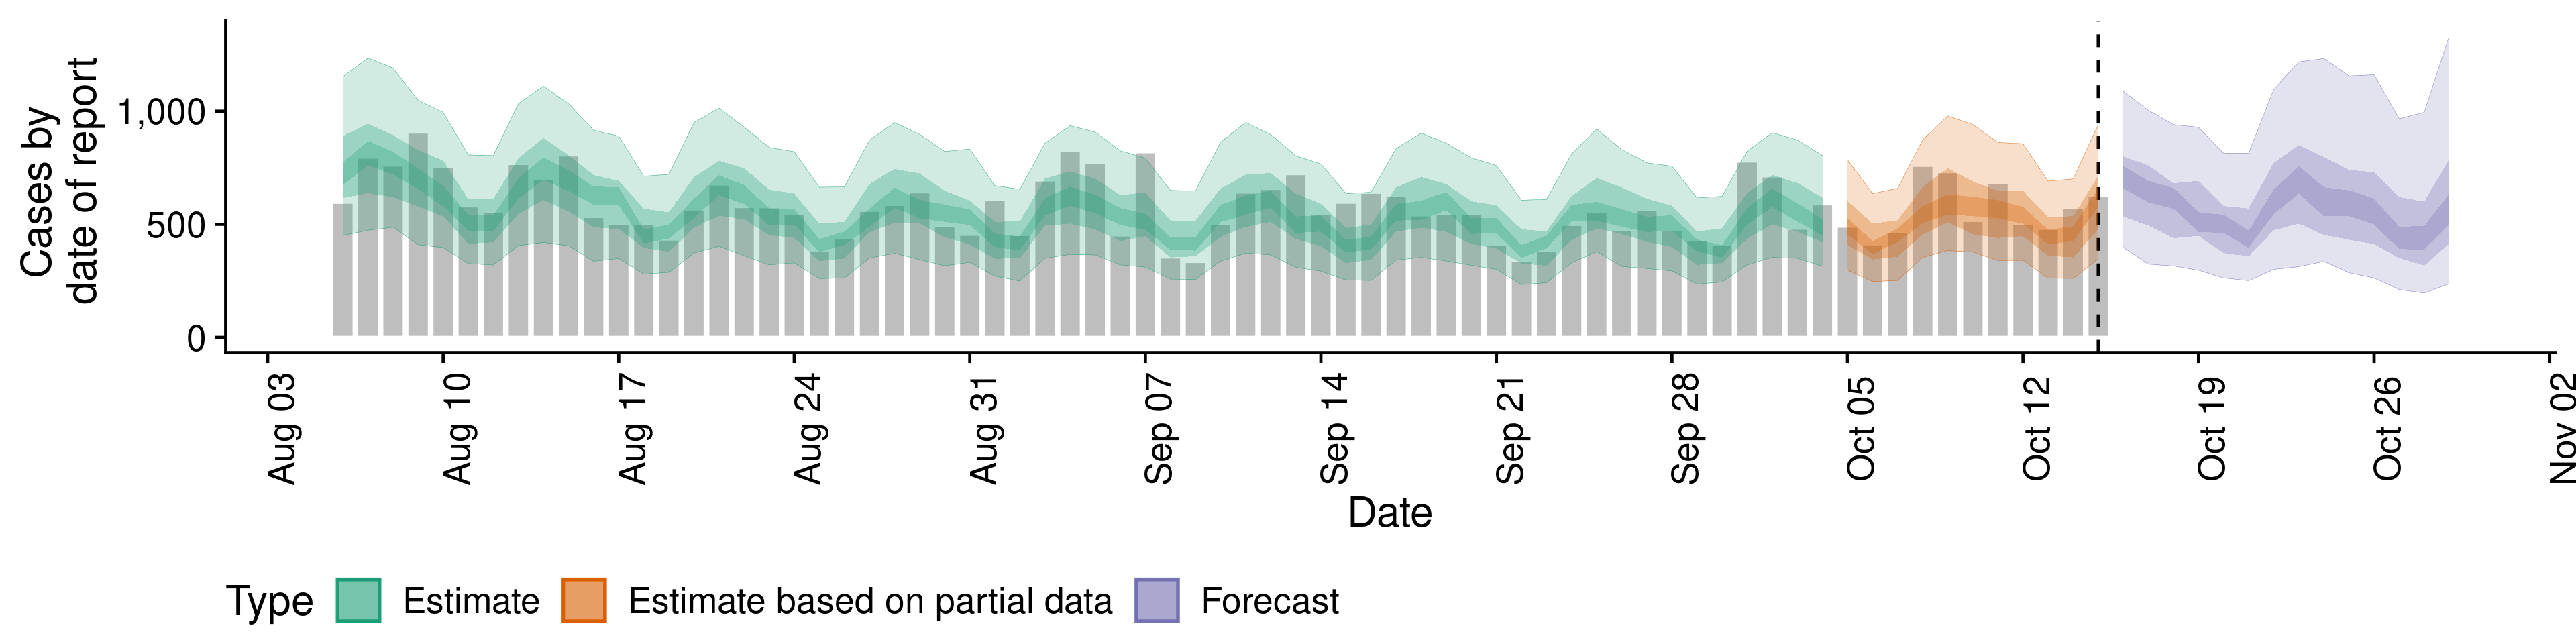 Cases by
date of report
1,000
500
0
Aug 03
Aug 10
Aug 17
Aug 24
Aug 31
Sep 07
Sep 14
Sep 21
Sep 28
Oct 05
Oct 12
Oct 19
Oct 26
Nov 02
Date
Type Estimate Estimate based on partial data Forecast